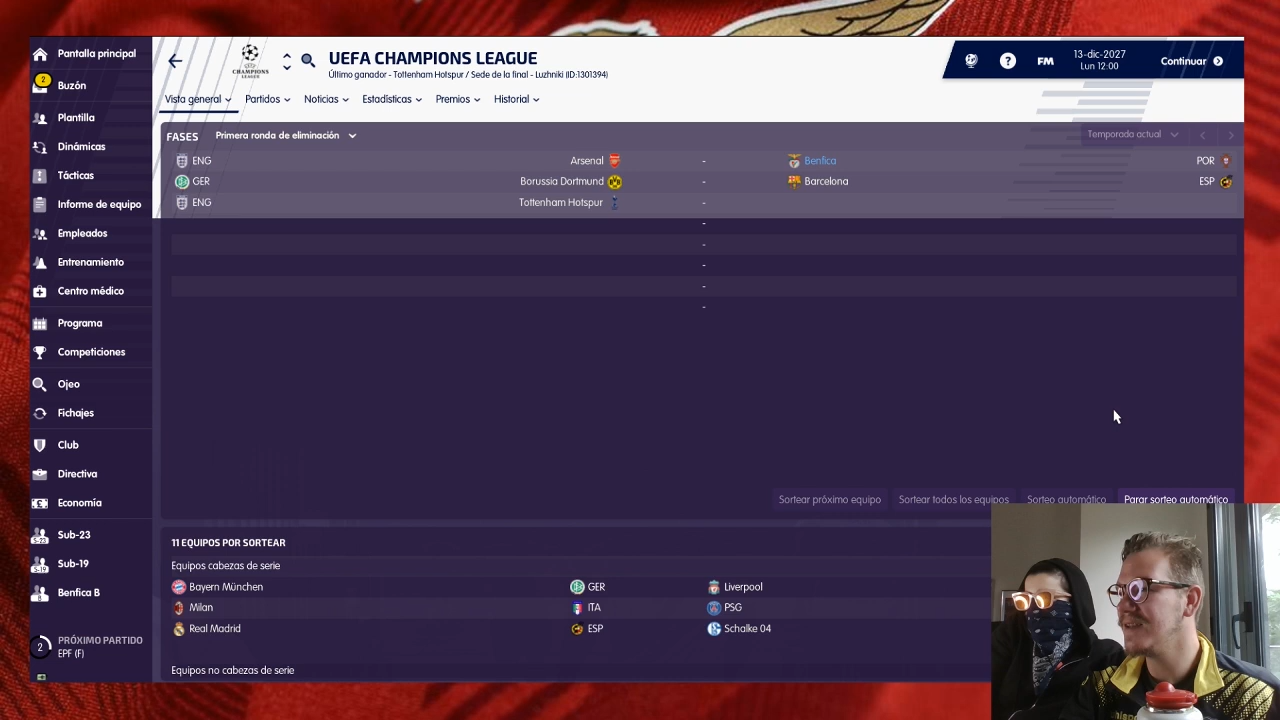 Pantalla principal
2
Buzón
Plantilla
Dinámicas
Tácticas
Informe de equipo
Empleados
Entrenamiento
Centro médico
Programa
Competiciones
Ojeo
Fichajes
Club
Directiva
Economía
Sub-23
Sub-19
Benfica B
2
PRÓXIMO PARTIDO
EPF (F)
CHAMPIONS
LEAGUE
UEFA CHAMPIONS LEAGUE
Último ganador - Tottenham Hotspur / Sede de la final - Luzhniki (ID:1301394)
? FM
13-dic-2027
Lun 12:00
Continuar
Vista general Partidos Noticias Estadísticas Premios Historial
FASES Primera ronda de eliminación Temporada actual
ENG Arsenal - Benfica POR
GER Borussia Dortmund - Barcelona ESP
ENG Tottenham Hotspur -
-
-
-
-
-
Sortear próximo equipo Sortear todos los equipos Sorteo automático Parar sorteo automático
11 EQUIPOS POR SORTEAR
Equipos cabezas de serie
Bayern München GER Liverpool
Milan ITA PSG
Real Madrid ESP Schalke 04
Equipos no cabezas de serie